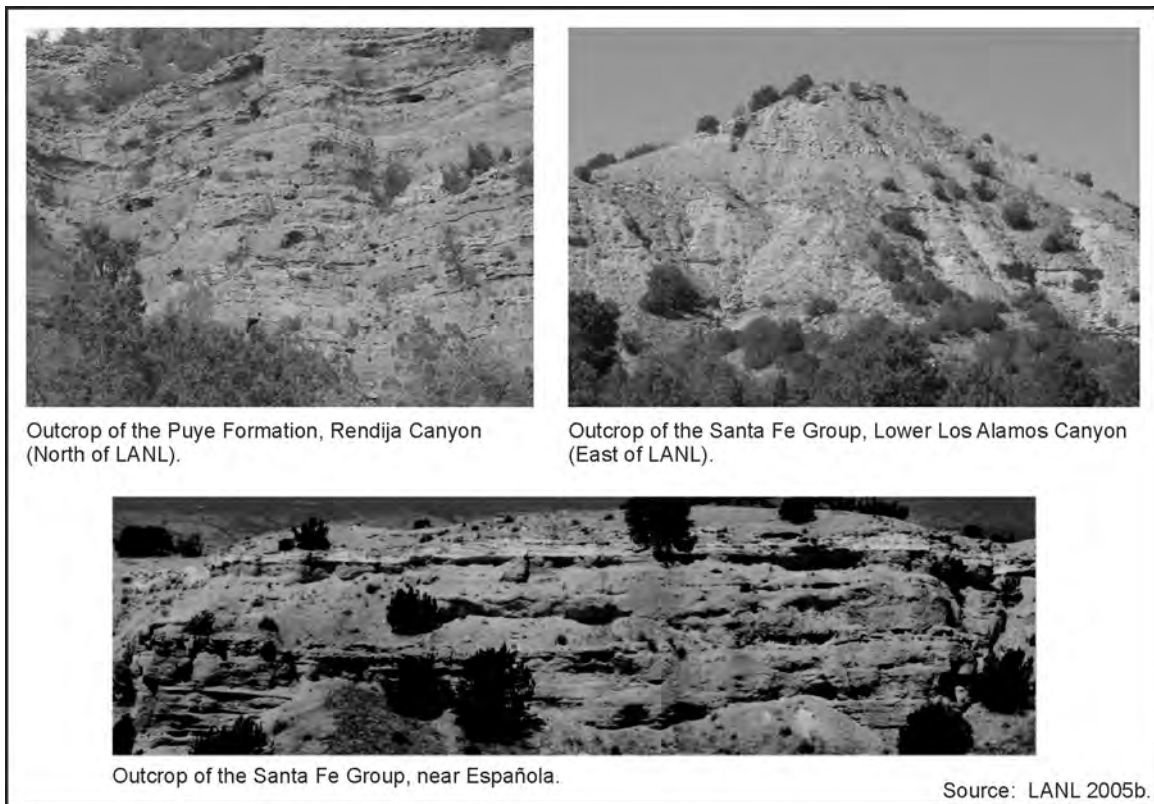 Outcrop of the Puye Formation, Rendija Canyon
(North of LANL).
Outcrop of the Santa Fe Group, Lower Los Alamos Canyon
(East of LANL).
Outcrop of the Santa Fe Group, near Española.
Source:  LANL 2005b.